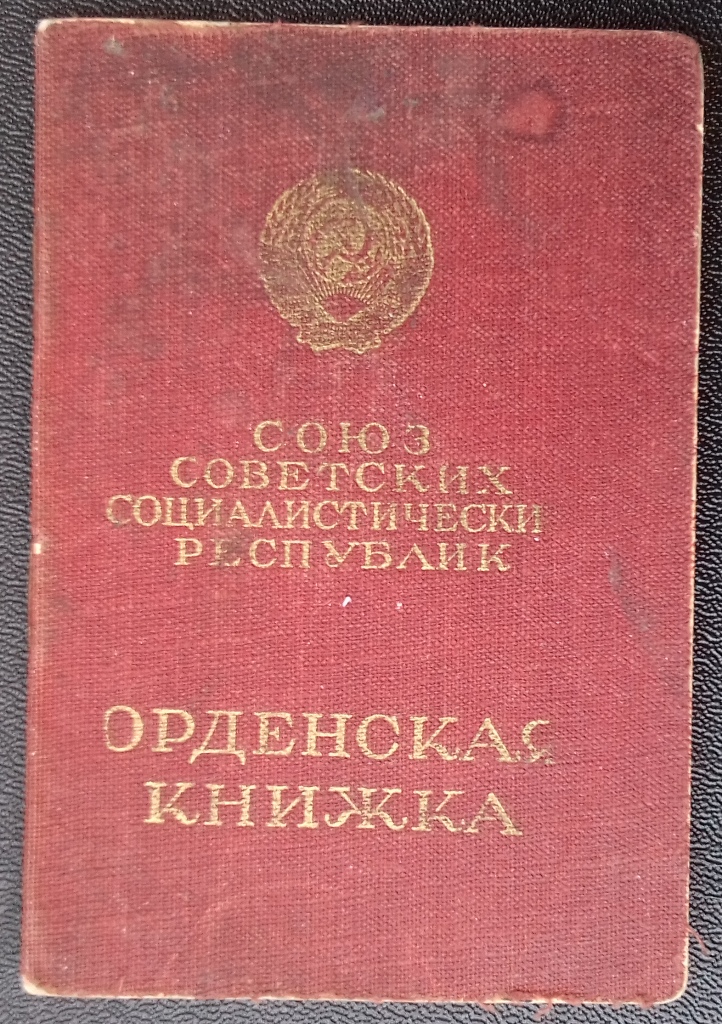 СОЮЗ
СОВЕТСКИХ
СОЦИАЛИСТИЧЕСКИ
РЕСПУБЛИК
ОРДЕНСКАЯ
КНИЖКА